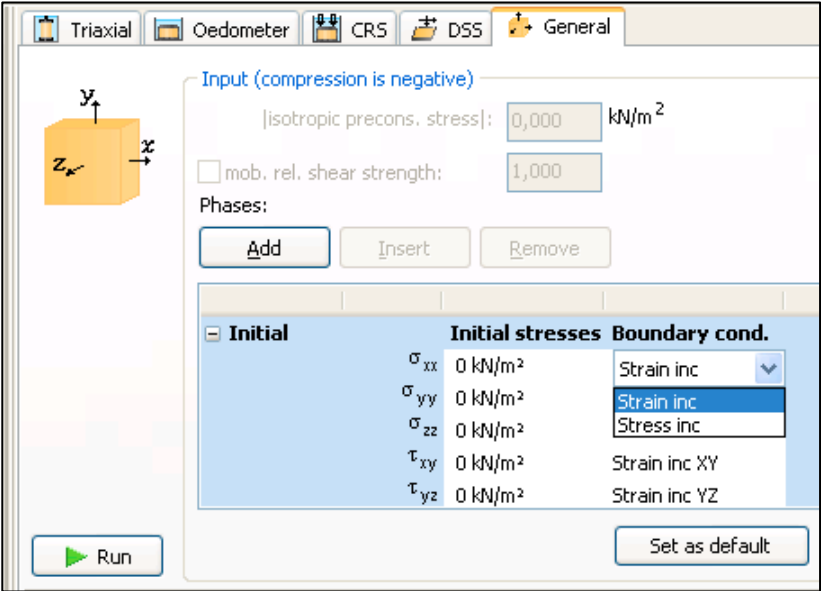 Triaxial Oedometer CRS DSS General
Input (compression is negative)
|isotropic precons. stress|: 0,000 kN/m²
mob. rel. shear strength: 1,000
Phases:
Add Insert Remove
Initial Initial stresses Boundary cond.
σxx 0 kN/m² Strain inc
σyy 0 kN/m² Strain inc
σzz 0 kN/m² Stress inc
τxy 0 kN/m² Strain inc XY
τyz 0 kN/m² Strain inc YZ
Set as default
y
x
z
Run